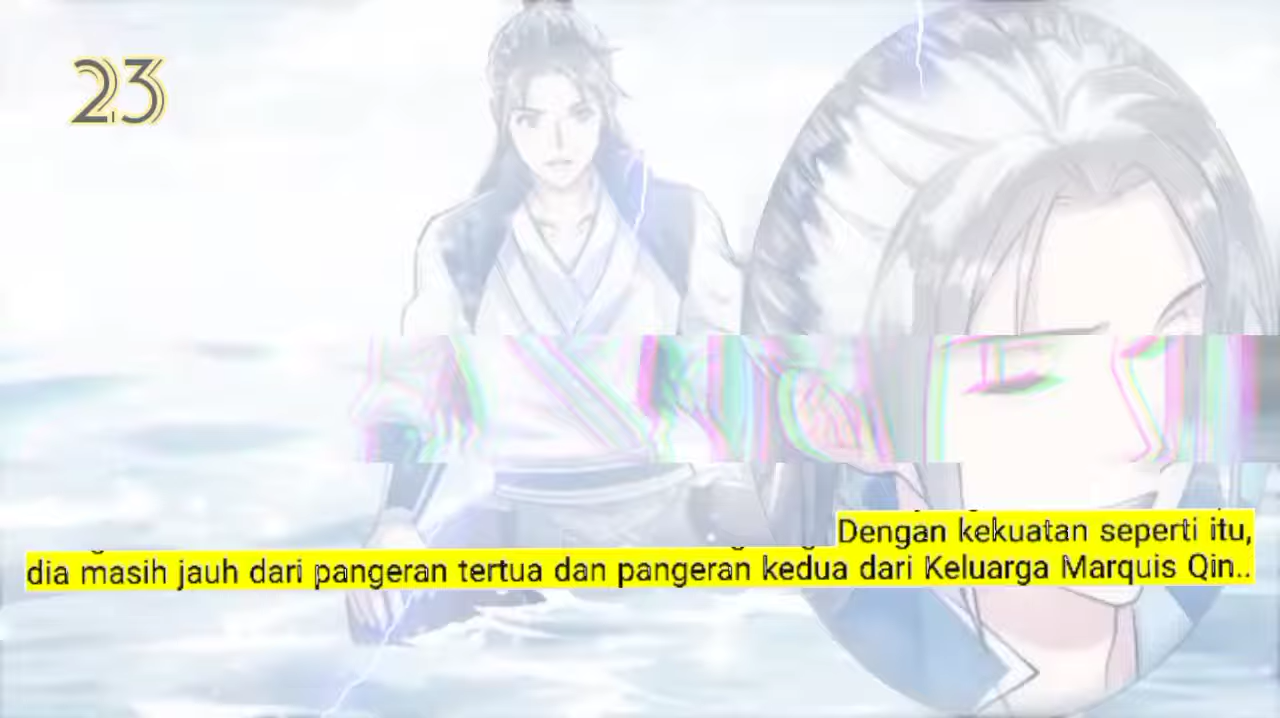 23
Dengan kekuatan seperti itu,
dia masih jauh dari pangeran tertua dan pangeran kedua dari Keluarga Marquis Qin..